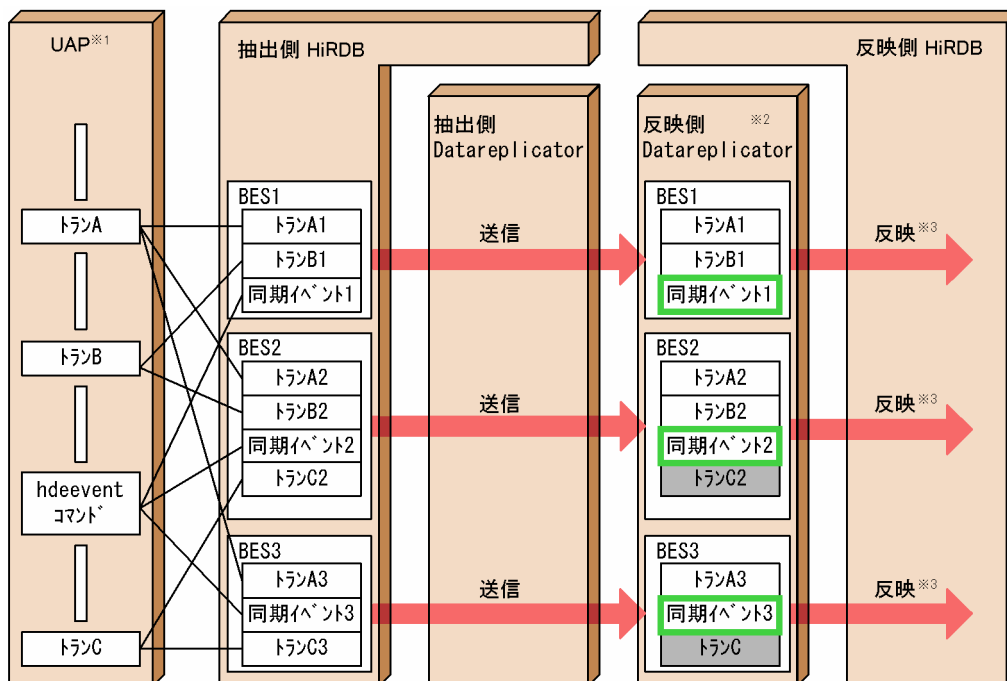 UAP※1
トランA
トランB
hdeevent
コマンド
トランC
抽出側 HiRDB
BES1
トランA1
トランB1
同期イベント1
BES2
トランA2
トランB2
同期イベント2
トランC2
BES3
トランA3
同期イベント3
トランC3
抽出側
Datareplicator
送信
送信
送信
反映側 ※2
Datareplicator
BES1
トランA1
トランB1
同期イベント1
BES2
トランA2
トランB2
同期イベント2
トランC2
BES3
トランA3
同期イベント3
トランC
反映側 HiRDB
反映※3
反映※3
反映※3